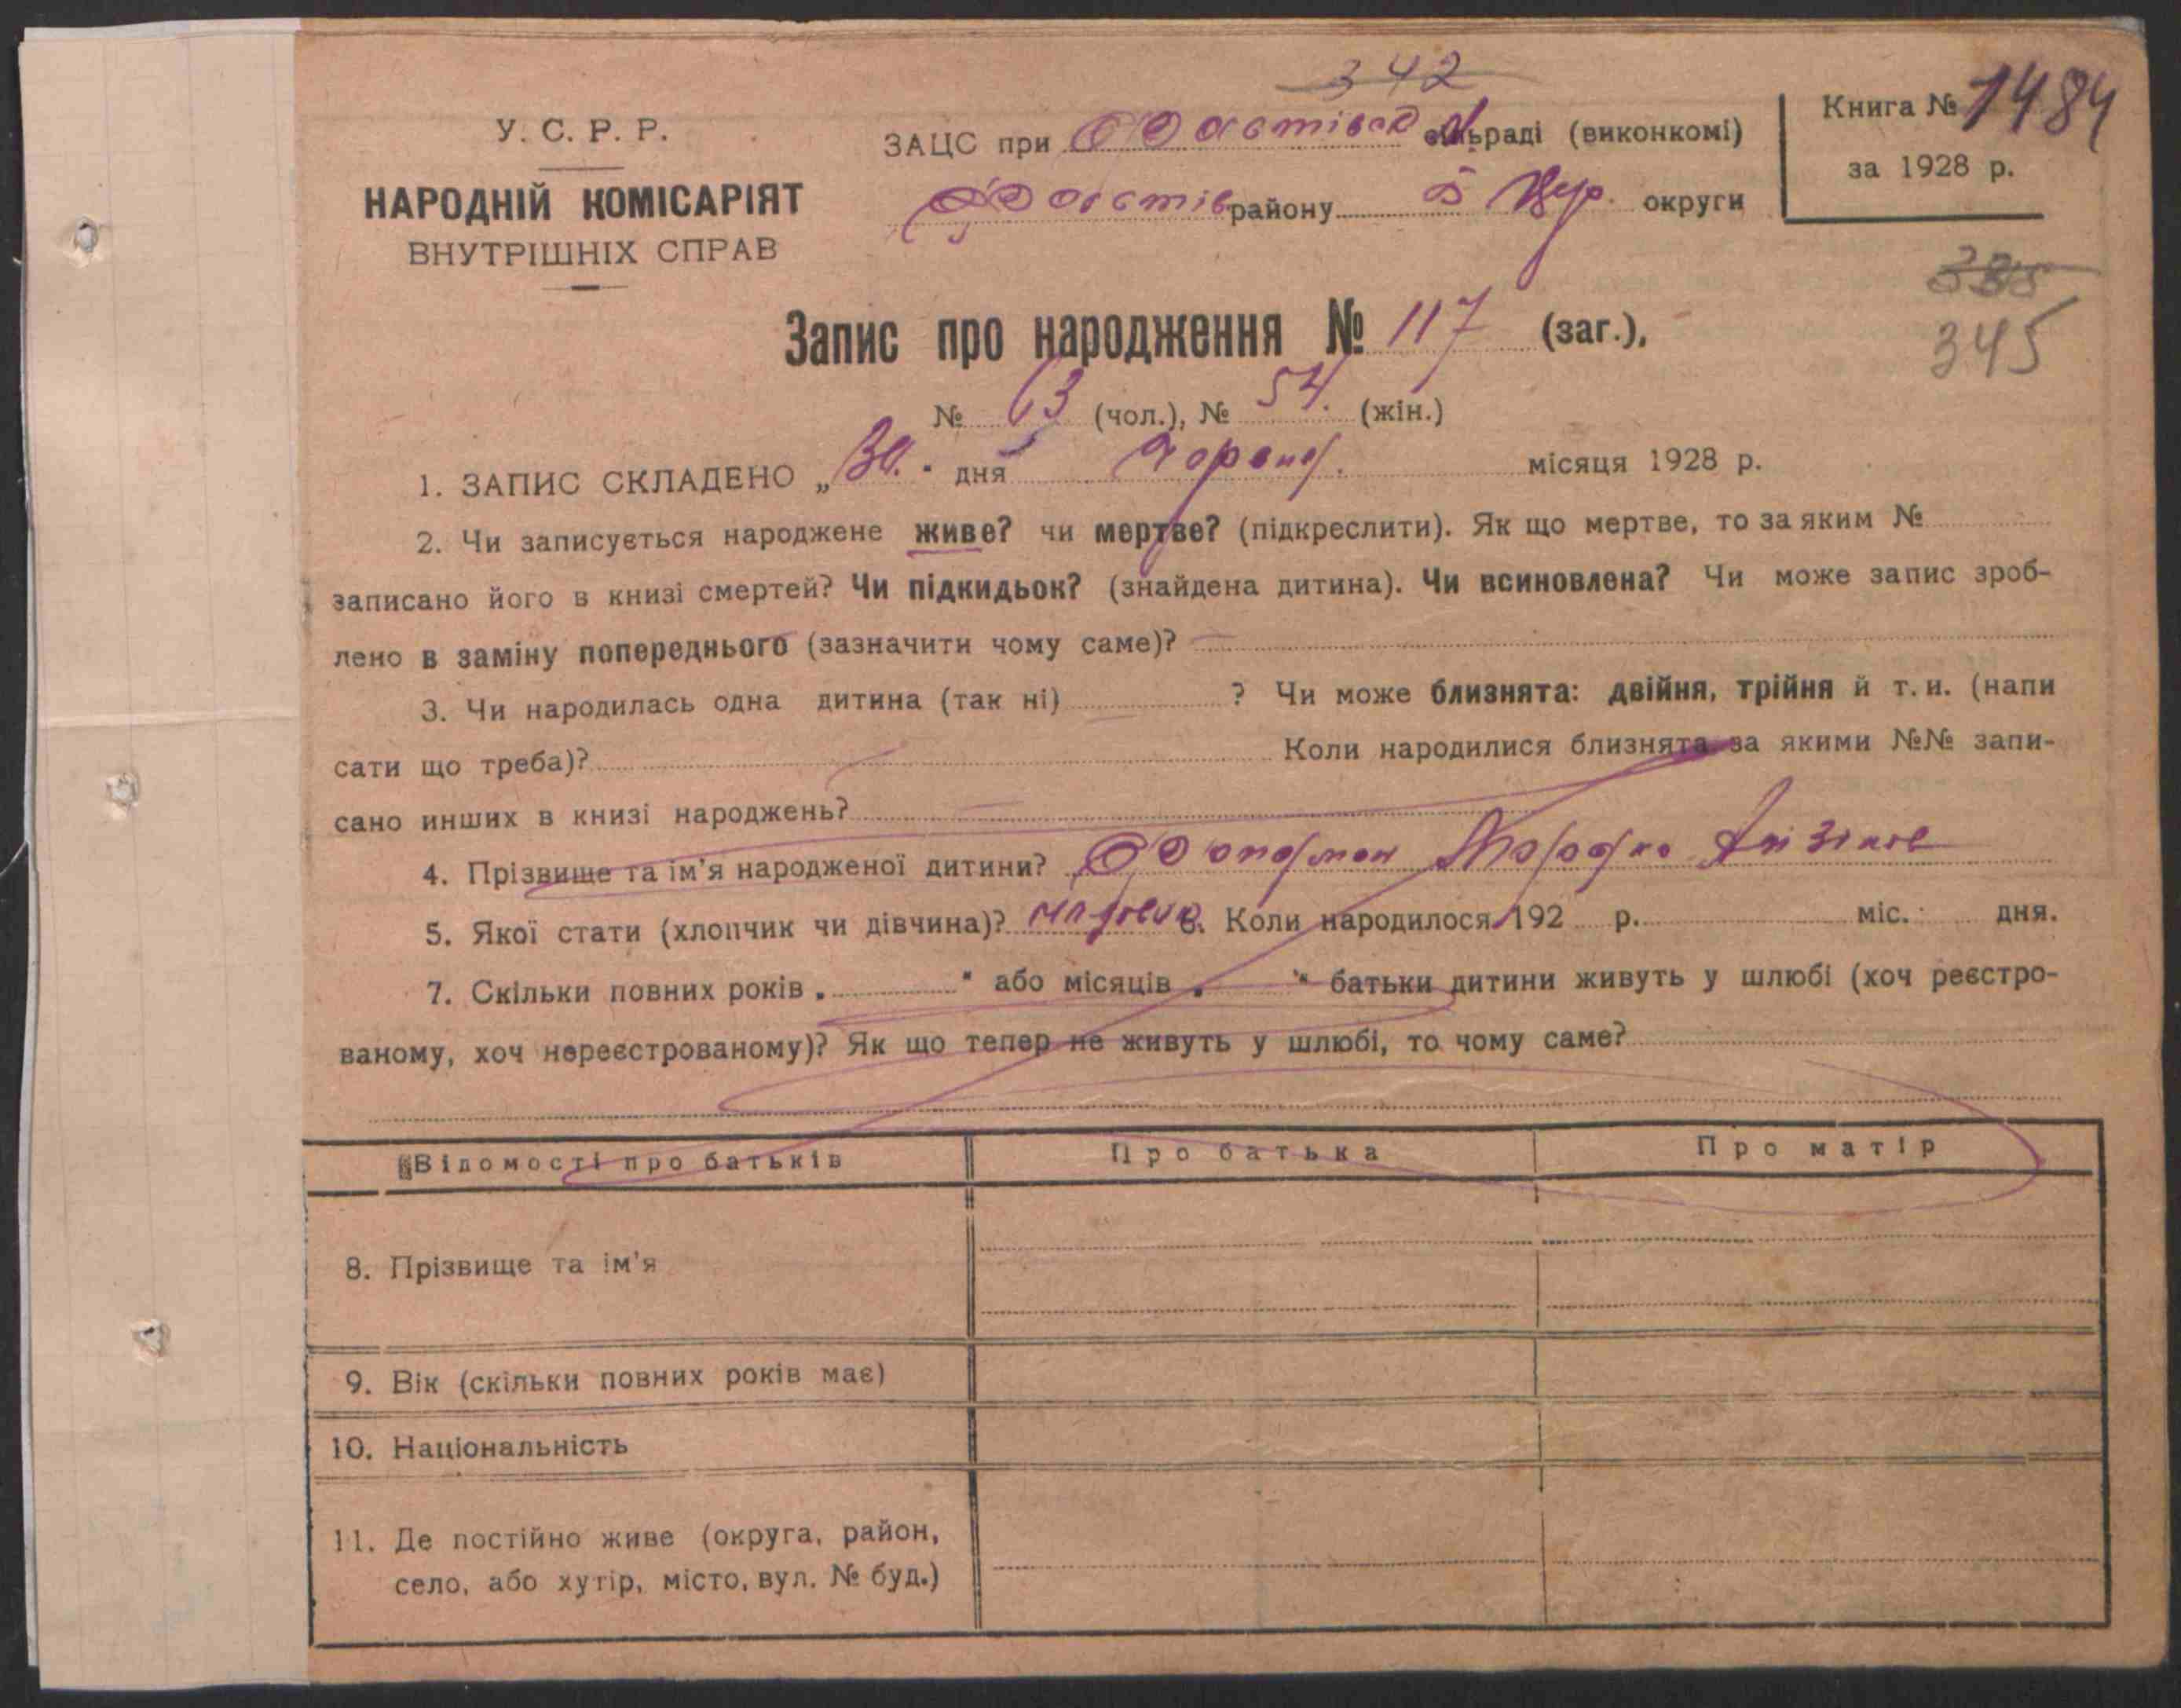 342
У. С. Р. Р.
НАРОДНІЙ КОМІСАРІЯТ
ВНУТРІШНІХ СПРАВ
ЗАЦС при сільраді (виконкомі)
Фастів району Б Цер. округи
Книга № 1484
за 1928 р.
345
Запис про народження № 117 (заг.),
№ 63 (чол.), № 54. (жін.)
1. ЗАПИС СКЛАДЕНО „30." дня місяця 1928 р.
2. Чи записується народжене живе? чи мертве? (підкреслити). Як що мертве, то за яким №
записано його в книзі смертей? Чи підкидьок? (знайдена дитина). Чи всиновлена? Чи може запис зроб-
лено в заміну попереднього (зазначити чому саме)?
3. Чи народилась одна дитина (так ні) ? Чи може близнята: двійня, трійня й т. и. (напи
сати що треба)? Коли народилися близнята за якими №№ запи-
сано инших в книзі народжень?
4. Прізвище та ім'я народженої дитини?
5. Якої стати (хлопчик чи дівчина)? 6. Коли народилося 192 р. міс. дня.
7. Скільки повних років „ " або місяців „ " батьки дитини живуть у шлюбі (хоч реєстро-
ваному, хоч нереєстрованому)? Як що тепер не живуть у шлюбі, то чому саме?
Відомості про батьків Про батька Про матір
8. Прізвище та ім'я
9. Вік (скільки повних років має)
10. Національність
11. Де постійно живе (округа, район,
село, або хутір, місто, вул. № буд.)